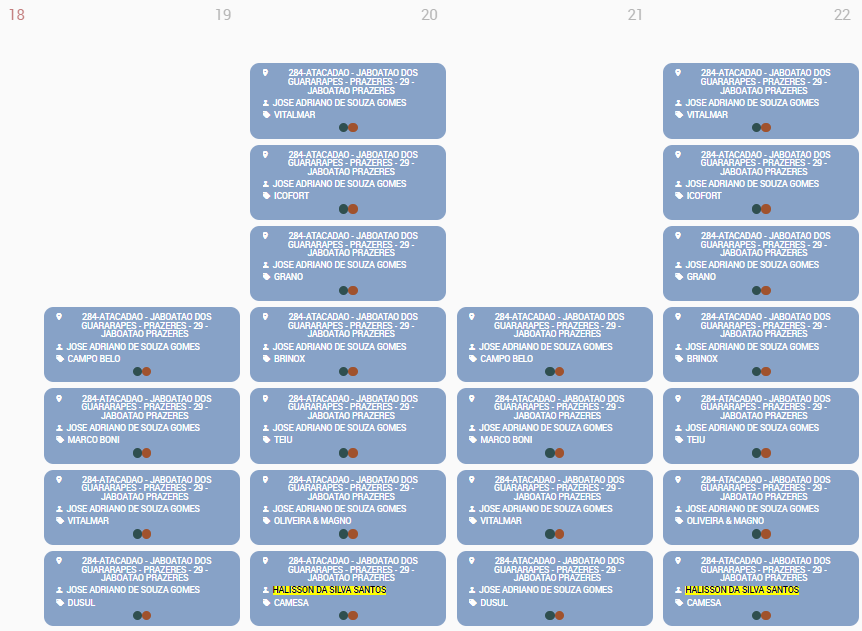 18
19
20
21
22
284-ATACADAO - JABOATAO DOS
GUARARAPES - PRAZERES - 29 -
JABOATAO PRAZERES
JOSE ADRIANO DE SOUZA GOMES
VITALMAR
284-ATACADAO - JABOATAO DOS
GUARARAPES - PRAZERES - 29 -
JABOATAO PRAZERES
JOSE ADRIANO DE SOUZA GOMES
VITALMAR
284-ATACADAO - JABOATAO DOS
GUARARAPES - PRAZERES - 29 -
JABOATAO PRAZERES
JOSE ADRIANO DE SOUZA GOMES
ICOFORT
284-ATACADAO - JABOATAO DOS
GUARARAPES - PRAZERES - 29 -
JABOATAO PRAZERES
JOSE ADRIANO DE SOUZA GOMES
ICOFORT
284-ATACADAO - JABOATAO DOS
GUARARAPES - PRAZERES - 29 -
JABOATAO PRAZERES
JOSE ADRIANO DE SOUZA GOMES
GRANO
284-ATACADAO - JABOATAO DOS
GUARARAPES - PRAZERES - 29 -
JABOATAO PRAZERES
JOSE ADRIANO DE SOUZA GOMES
GRANO
284-ATACADAO - JABOATAO DOS
GUARARAPES - PRAZERES - 29 -
JABOATAO PRAZERES
JOSE ADRIANO DE SOUZA GOMES
CAMPO BELO
284-ATACADAO - JABOATAO DOS
GUARARAPES - PRAZERES - 29 -
JABOATAO PRAZERES
JOSE ADRIANO DE SOUZA GOMES
BRINOX
284-ATACADAO - JABOATAO DOS
GUARARAPES - PRAZERES - 29 -
JABOATAO PRAZERES
JOSE ADRIANO DE SOUZA GOMES
CAMPO BELO
284-ATACADAO - JABOATAO DOS
GUARARAPES - PRAZERES - 29 -
JABOATAO PRAZERES
JOSE ADRIANO DE SOUZA GOMES
BRINOX
284-ATACADAO - JABOATAO DOS
GUARARAPES - PRAZERES - 29 -
JABOATAO PRAZERES
JOSE ADRIANO DE SOUZA GOMES
MARCO BONI
284-ATACADAO - JABOATAO DOS
GUARARAPES - PRAZERES - 29 -
JABOATAO PRAZERES
JOSE ADRIANO DE SOUZA GOMES
TEIU
284-ATACADAO - JABOATAO DOS
GUARARAPES - PRAZERES - 29 -
JABOATAO PRAZERES
JOSE ADRIANO DE SOUZA GOMES
MARCO BONI
284-ATACADAO - JABOATAO DOS
GUARARAPES - PRAZERES - 29 -
JABOATAO PRAZERES
JOSE ADRIANO DE SOUZA GOMES
TEIU
284-ATACADAO - JABOATAO DOS
GUARARAPES - PRAZERES - 29 -
JABOATAO PRAZERES
JOSE ADRIANO DE SOUZA GOMES
VITALMAR
284-ATACADAO - JABOATAO DOS
GUARARAPES - PRAZERES - 29 -
JABOATAO PRAZERES
JOSE ADRIANO DE SOUZA GOMES
OLIVEIRA & MAGNO
284-ATACADAO - JABOATAO DOS
GUARARAPES - PRAZERES - 29 -
JABOATAO PRAZERES
JOSE ADRIANO DE SOUZA GOMES
VITALMAR
284-ATACADAO - JABOATAO DOS
GUARARAPES - PRAZERES - 29 -
JABOATAO PRAZERES
JOSE ADRIANO DE SOUZA GOMES
OLIVEIRA & MAGNO
284-ATACADAO - JABOATAO DOS
GUARARAPES - PRAZERES - 29 -
JABOATAO PRAZERES
JOSE ADRIANO DE SOUZA GOMES
DUSUL
284-ATACADAO - JABOATAO DOS
GUARARAPES - PRAZERES - 29 -
JABOATAO PRAZERES
HALISSON DA SILVA SANTOS
CAMESA
284-ATACADAO - JABOATAO DOS
GUARARAPES - PRAZERES - 29 -
JABOATAO PRAZERES
JOSE ADRIANO DE SOUZA GOMES
DUSUL
284-ATACADAO - JABOATAO DOS
GUARARAPES - PRAZERES - 29 -
JABOATAO PRAZERES
HALISSON DA SILVA SANTOS
CAMESA